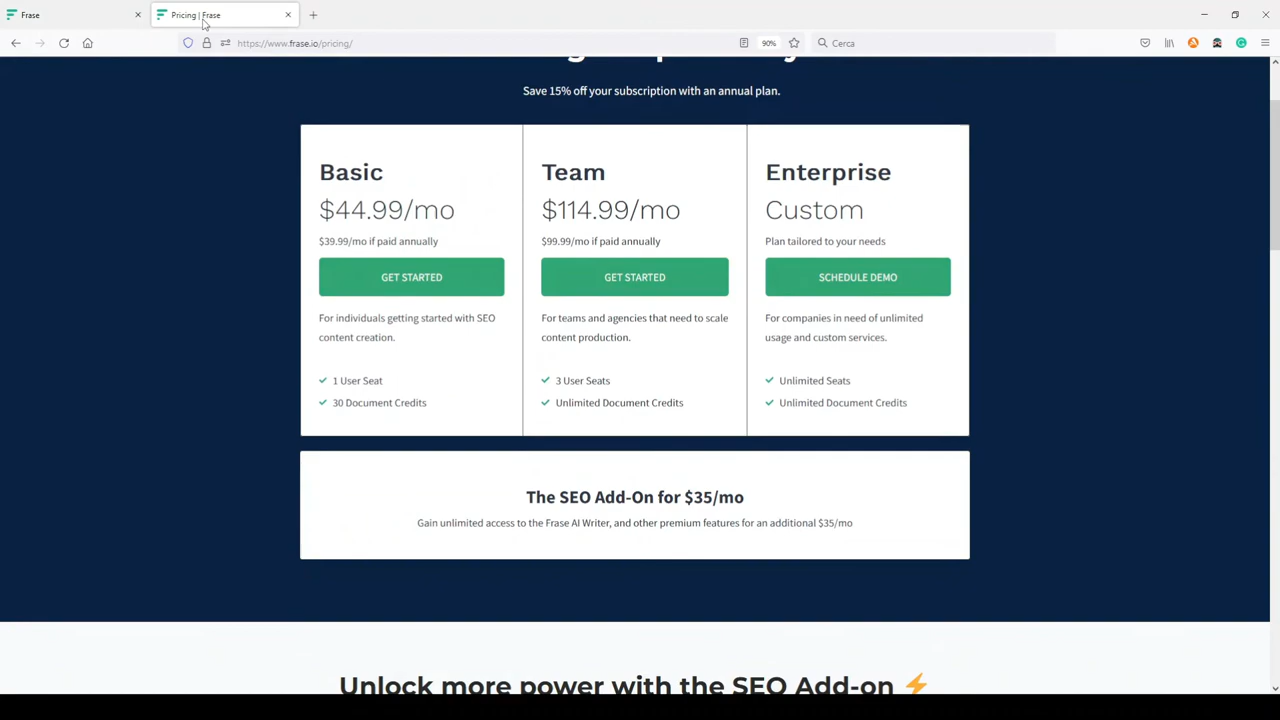 Frase
Pricing | Frase
https://www.frase.io/pricing/
90%
Cerca
Save 15% off your subscription with an annual plan.
Basic
$44.99/mo
$39.99/mo if paid annually
GET STARTED
For individuals getting started with SEO
content creation.
1 User Seat
30 Document Credits
Team
$114.99/mo
$99.99/mo if paid annually
GET STARTED
For teams and agencies that need to scale
content production.
3 User Seats
Unlimited Document Credits
Enterprise
Custom
Plan tailored to your needs
SCHEDULE DEMO
For companies in need of unlimited
usage and custom services.
Unlimited Seats
Unlimited Document Credits
The SEO Add-On for $35/mo
Gain unlimited access to the Frase AI Writer, and other premium features for an additional $35/mo
Unlock more power with the SEO Add-on ⚡